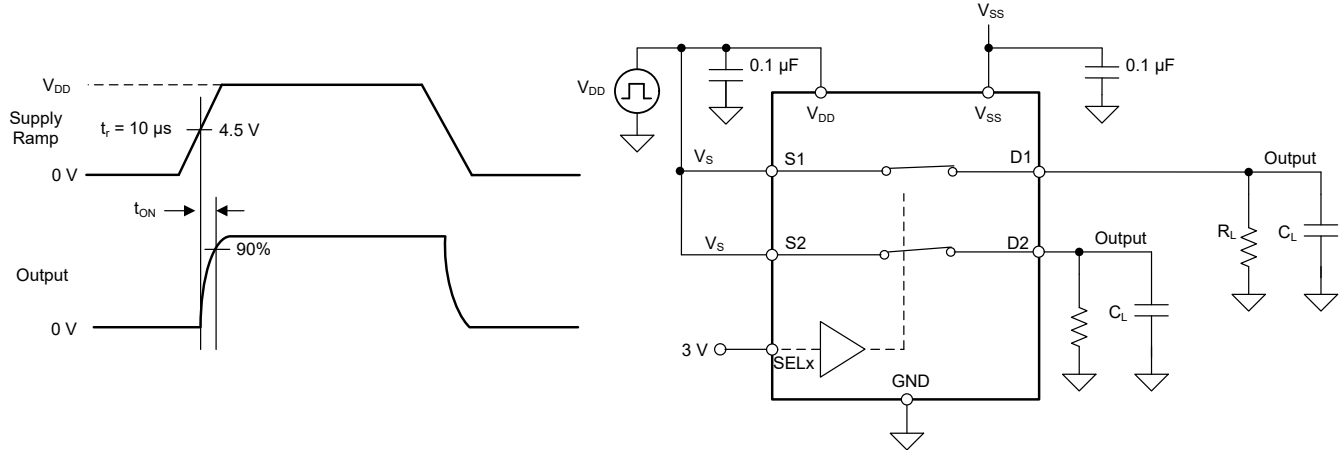 V_DD
Supply
Ramp
t_r = 10 µs
4.5 V
0 V
t_ON
90%
Output
0 V
V_SS
0.1 µF
0.1 µF
V_DD
V_DD
V_SS
V_S
S1
D1
Output
V_S
S2
D2
Output
R_L
C_L
C_L
3 V
SELx
GND